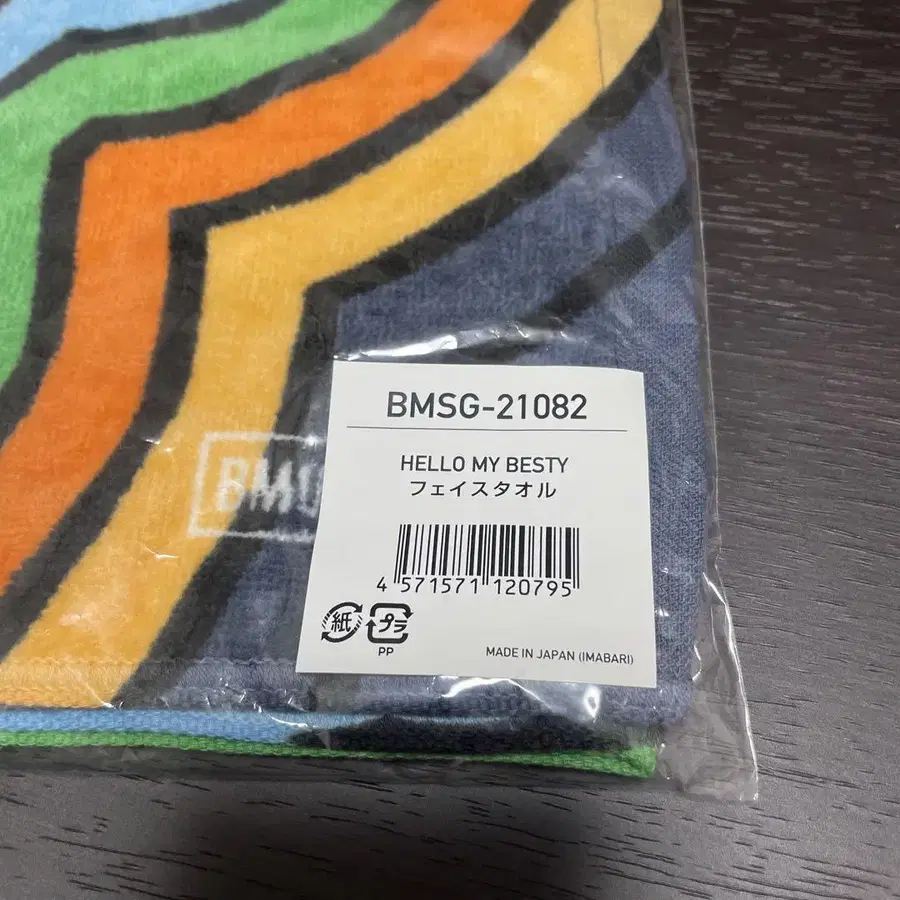 BMSG-21082
HELLO MY BESTY
フェイスタオル
4 571571 120795
紙 プラ
PP
MADE IN JAPAN (IMABARI)